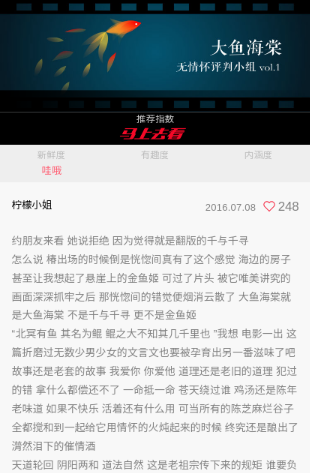 大鱼海棠
无情怀评判小组 vol.1
推荐指数
马上去看
新鲜度 有趣度 内涵度
哇哦
柠檬小姐 2016.07.08 248
约朋友来看 她说拒绝 因为觉得就是翻版的千与千寻
怎么说 椿出场的时候倒是恍惚间真有了这个感觉 海边的房子
甚至让我想起了悬崖上的金鱼姬 可过了片头 被它唯美讲究的
画面深深抓牢之后 那恍惚间的错觉便烟消云散了 大鱼海棠就
是大鱼海棠 不是千与千寻 更不是金鱼姬
“北冥有鱼 其名为鲲 鲲之大不知其几千里也 ”我想 电影一出 这
篇折磨过无数少男少女的文言文也要被孕育出另一番滋味了吧
故事还是老套的故事 我爱你 你爱他 道理还是老旧的道理 犯过
的错 拿什么都偿还不了 一命抵一命 苍天绕过谁 鸡汤还是陈年
老味道 如果不快乐 活着还有什么用 可当所有的陈芝麻烂谷子
全都搅和到一起给它用情怀的火炖起来的时候 终究还是酿出了
潸然泪下的催情酒
天道轮回 阴阳两和 道法自然 这是老祖宗传下来的规矩 谁要负